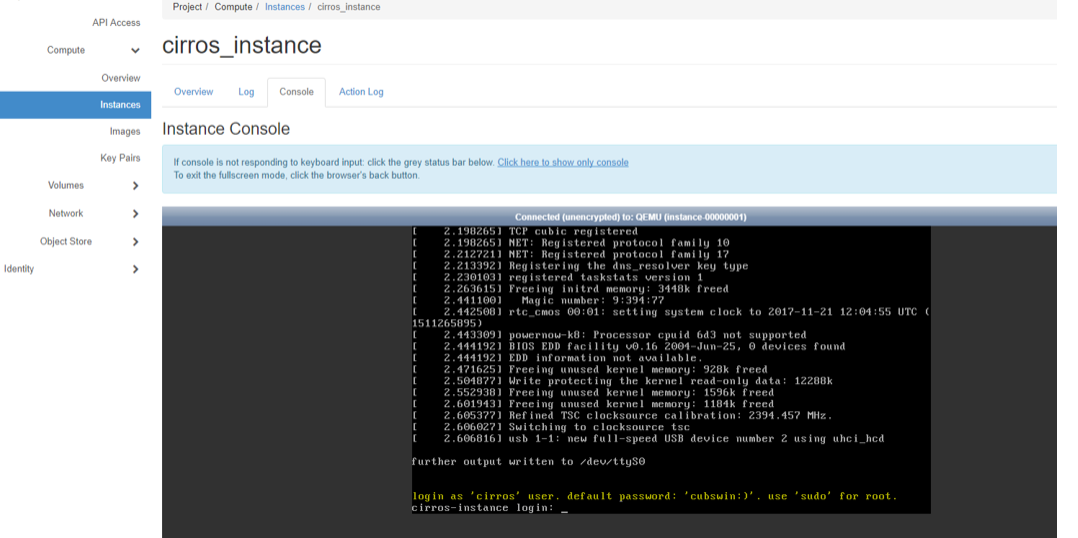 Project / Compute / Instances / cirros_instance
API Access
Compute
Overview
Instances
Images
Key Pairs
Volumes
Network
Object Store
Identity
cirros_instance
Overview Log Console Action Log
Instance Console
If console is not responding to keyboard input: click the grey status bar below. Click here to show only console
To exit the fullscreen mode, click the browser's back button.
Connected (unencrypted) to: QEMU (instance-00000001)
[    2.198265] TCP cubic registered
[    2.198265] NET: Registered protocol family 10
[    2.212721] NET: Registered protocol family 17
[    2.213392] Registering the dns_resolver key type
[    2.230103] registered taskstats version 1
[    2.263615] Freeing initrd memory: 3448k freed
[    2.441100]   Magic number: 9:394:77
[    2.442508] rtc_cmos 00:01: setting system clock to 2017-11-21 12:04:55 UTC (
1511265895)
[    2.443309] powernow-k8: Processor cpuid 6d3 not supported
[    2.444192] BIOS EDD facility v0.16 2004-Jun-25, 0 devices found
[    2.444192] EDD information not available.
[    2.471625] Freeing unused kernel memory: 928k freed
[    2.504877] Write protecting the kernel read-only data: 12288k
[    2.552938] Freeing unused kernel memory: 1596k freed
[    2.601943] Freeing unused kernel memory: 1184k freed
[    2.605377] Refined TSC clocksource calibration: 2394.457 MHz.
[    2.606027] Switching to clocksource tsc
[    2.606816] usb 1-1: new full-speed USB device number 2 using uhci_hcd
further output written to /dev/ttyS0
login as 'cirros' user. default password: 'cubswin:)'. use 'sudo' for root.
cirros-instance login: _